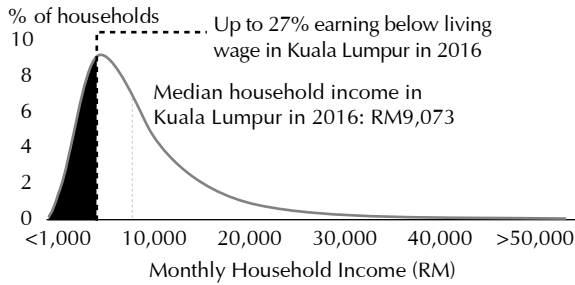 % of households
Up to 27% earning below living
wage in Kuala Lumpur in 2016
Median household income in
Kuala Lumpur in 2016: RM9,073
10
8
6
4
2
0
<1,000 10,000 20,000 30,000 40,000 >50,000
Monthly Household Income (RM)